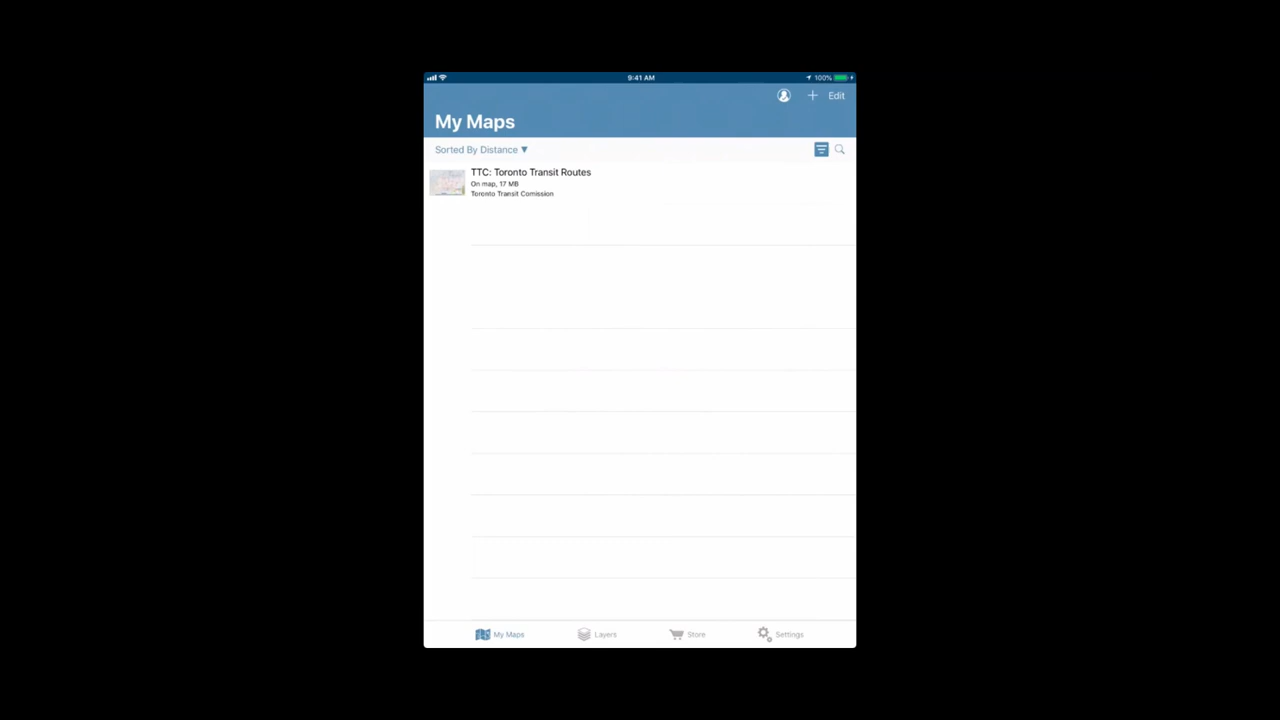 9:41 AM
100%
Edit
My Maps
Sorted By Distance ▼
TTC: Toronto Transit Routes
On map, 17 MB
Toronto Transit Comission
My Maps
Layers
Store
Settings